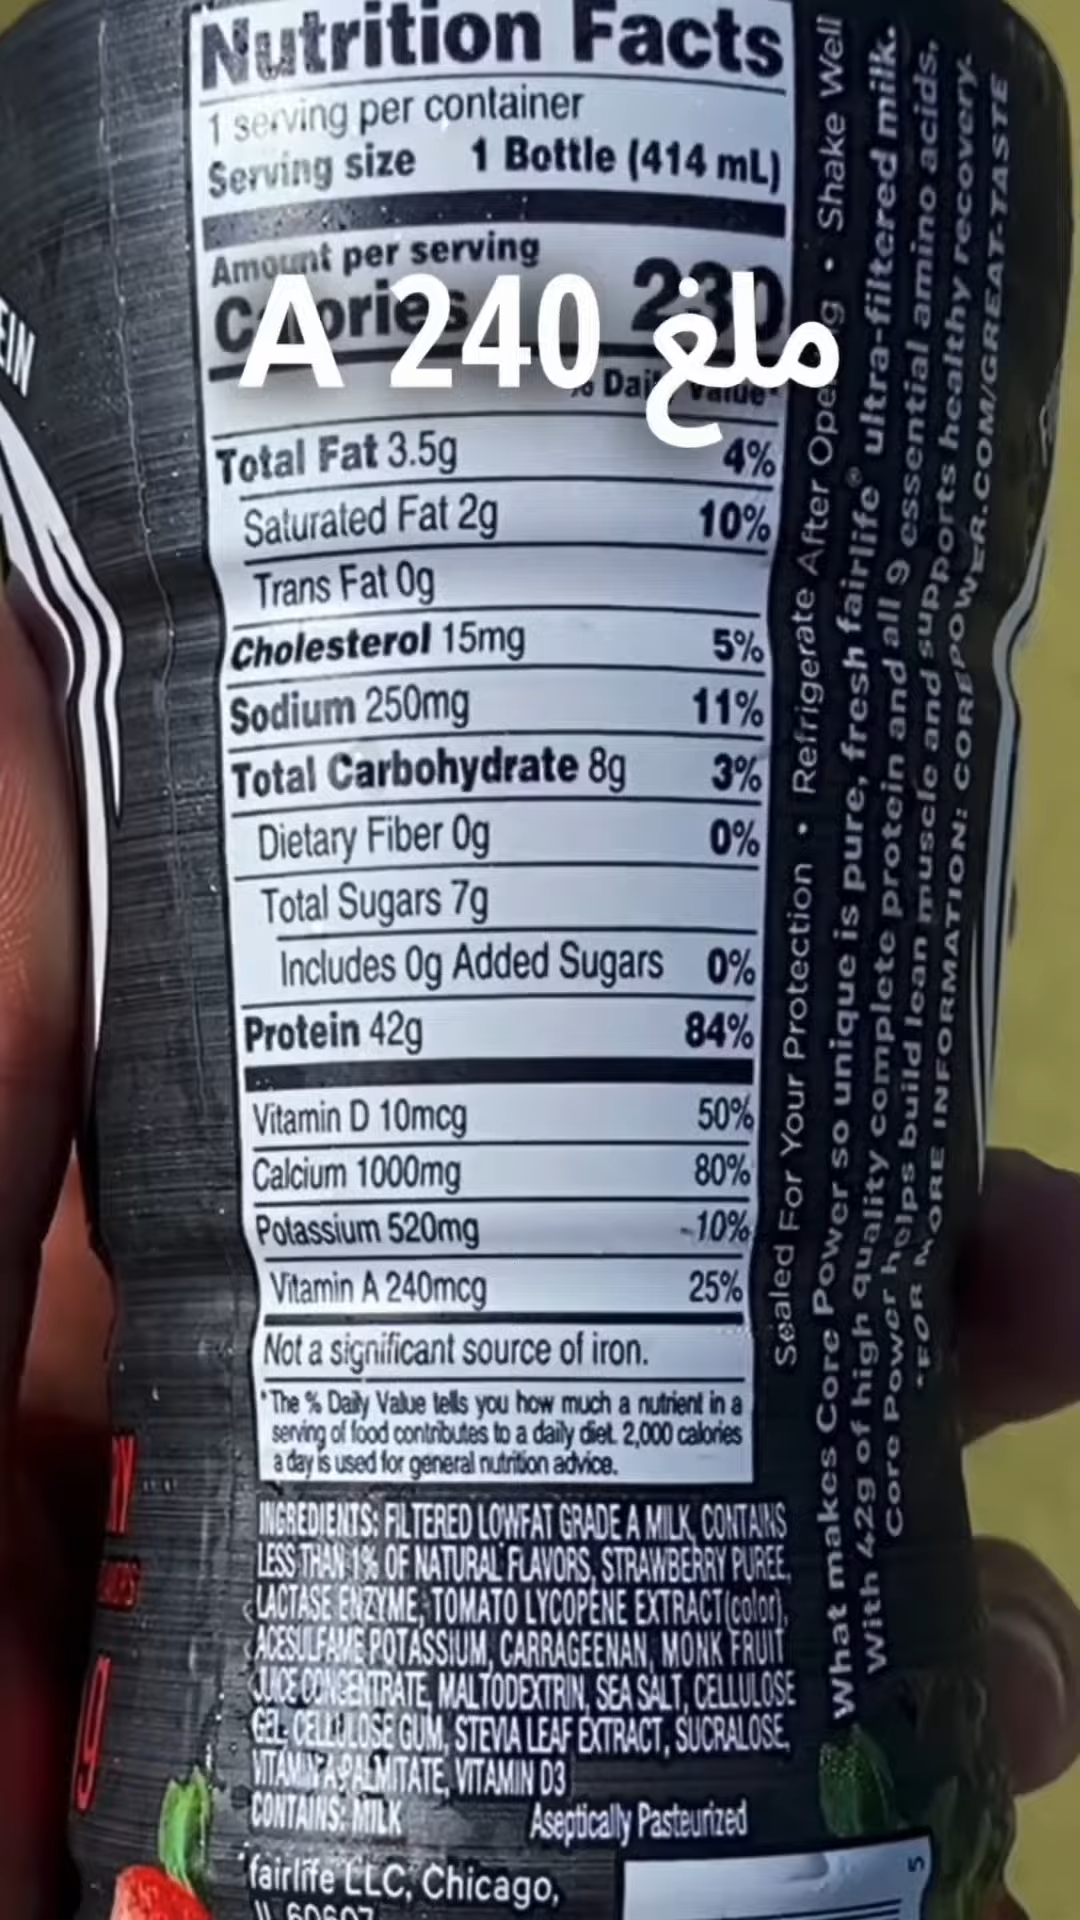 Nutrition Facts
1 serving per container
Serving size 1 Bottle (414 mL)
Amount per serving
Calories 230
A 240 ملغ
% Daily Value*
Total Fat 3.5g 4%
Saturated Fat 2g 10%
Trans Fat 0g
Cholesterol 15mg 5%
Sodium 250mg 11%
Total Carbohydrate 8g 3%
Dietary Fiber 0g 0%
Total Sugars 7g
Includes 0g Added Sugars 0%
Protein 42g 84%
Vitamin D 10mcg 50%
Calcium 1000mg 80%
Potassium 520mg 10%
Vitamin A 240mcg 25%
Not a significant source of iron.
*The % Daily Value tells you how much a nutrient in a
serving of food contributes to a daily diet. 2,000 calories
a day is used for general nutrition advice.
INGREDIENTS: FILTERED LOWFAT GRADE A MILK, CONTAINS
LESS THAN 1% OF NATURAL FLAVORS, STRAWBERRY PUREE,
LACTASE ENZYME, TOMATO LYCOPENE EXTRACT(color),
ACESULFAME POTASSIUM, CARRAGEENAN, MONK FRUIT
JUICE CONCENTRATE, MALTODEXTRIN, SEA SALT, CELLULOSE
GEL, CELLULOSE GUM, STEVIA LEAF EXTRACT, SUCRALOSE,
VITAMIN A PALMITATE, VITAMIN D3
CONTAINS: MILK Aseptically Pasteurized
fairlife LLC, Chicago,
IL 60607
Sealed For Your Protection • Refrigerate After Opening • Shake Well
What makes Core Power so unique is pure, fresh fairlife® ultra-filtered milk.
With 42g of high quality complete protein and all 9 essential amino acids,
Core Power helps build lean muscle and supports healthy recovery.
*FOR MORE INFORMATION: COREPOWER.COM/GREAT-TASTE
EIN
g
5